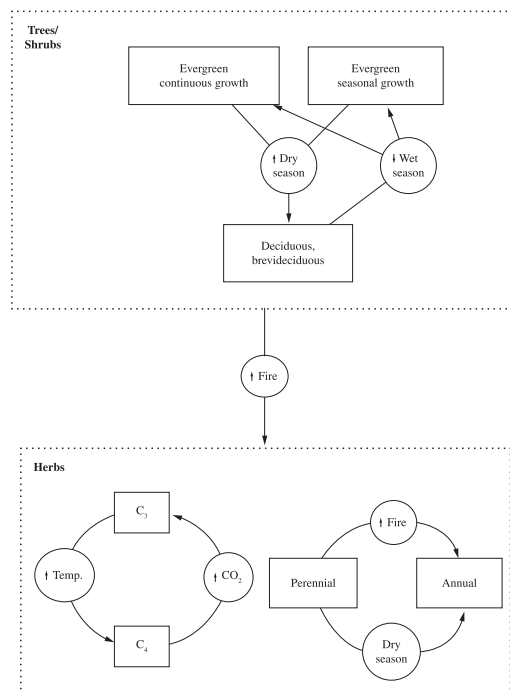 Trees/
Shrubs
Evergreen
continuous growth
Evergreen
seasonal growth
↑ Dry
season
↓ Wet
season
Deciduous,
brevideciduous
↑ Fire
Herbs
C₃
↑ Temp.
↑ CO₂
C₄
↑ Fire
Perennial
Annual
Dry
season